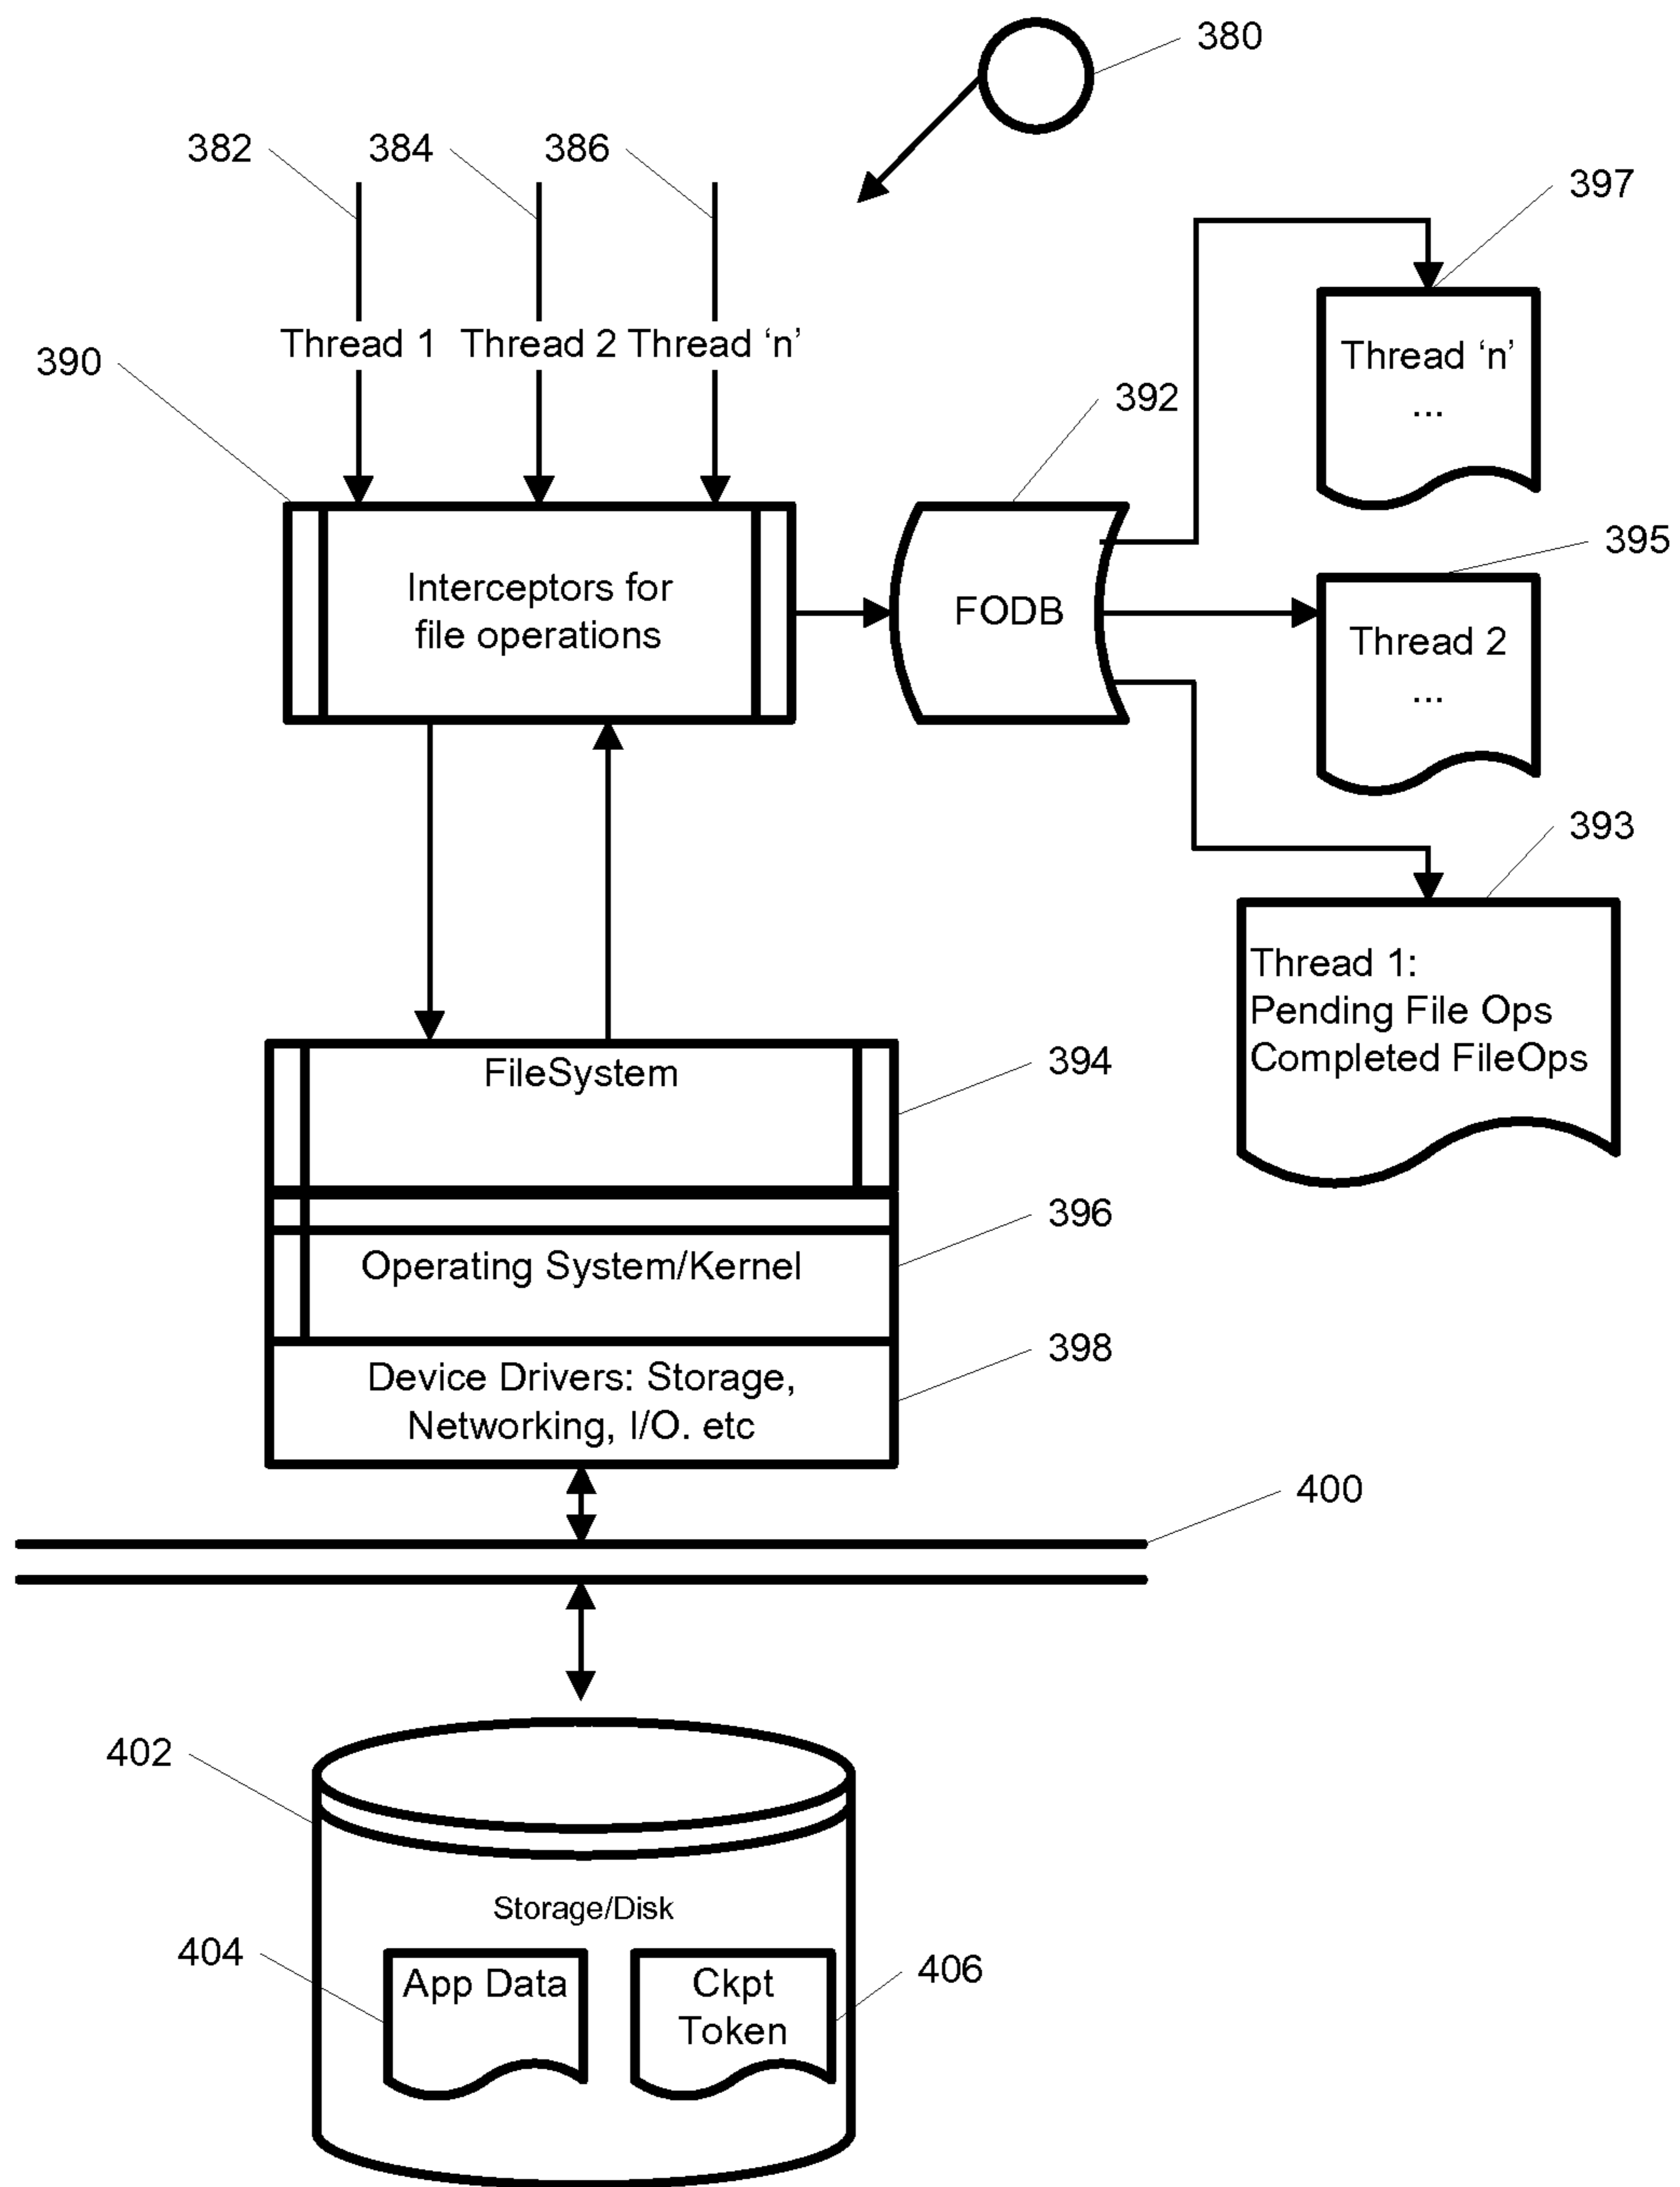 380
382
384
386
397
Thread 1
Thread 2
Thread ‘n’
390
392
Thread ‘n’
...
395
Interceptors for
file operations
FODB
Thread 2
...
393
Thread 1:
Pending File Ops
Completed FileOps
FileSystem
394
396
Operating System/Kernel
398
Device Drivers: Storage,
Networking, I/O. etc
400
402
Storage/Disk
404
App Data
Ckpt
Token
406